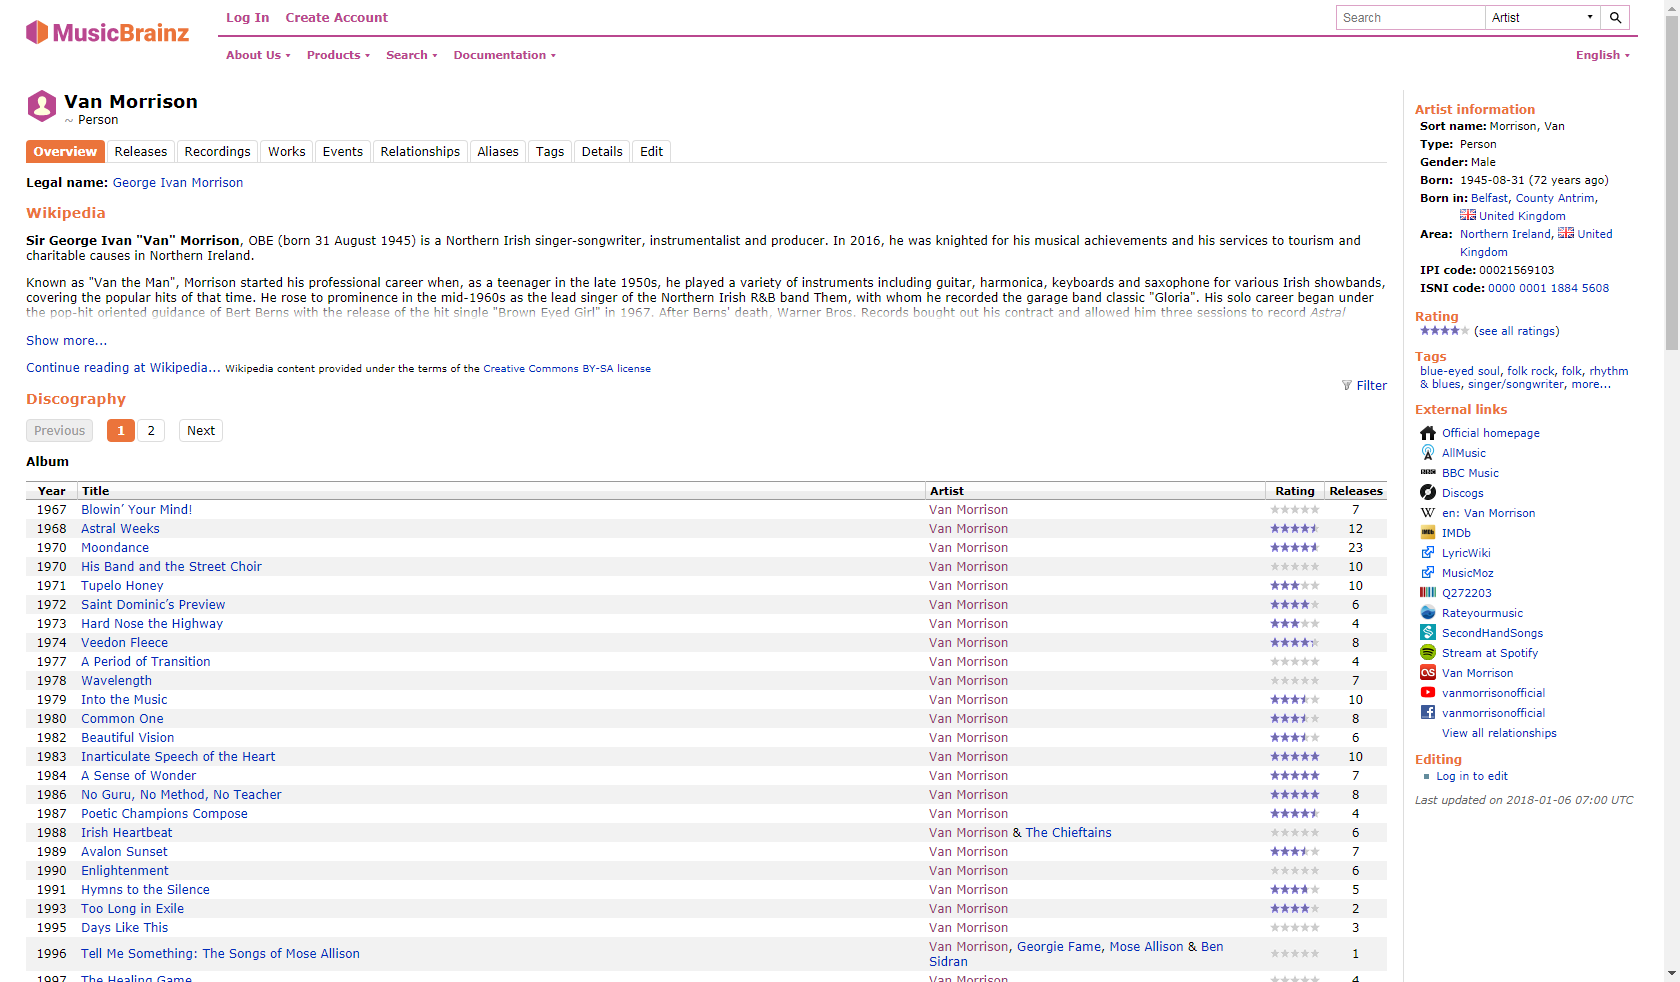 MusicBrainz
Log In Create Account
Search Artist
About Us Products Search Documentation English
Van Morrison
~ Person
Overview Releases Recordings Works Events Relationships Aliases Tags Details Edit
Legal name: George Ivan Morrison
Wikipedia
Sir George Ivan "Van" Morrison, OBE (born 31 August 1945) is a Northern Irish singer-songwriter, instrumentalist and producer. In 2016, he was knighted for his musical achievements and his services to tourism and
charitable causes in Northern Ireland.
Known as "Van the Man", Morrison started his professional career when, as a teenager in the late 1950s, he played a variety of instruments including guitar, harmonica, keyboards and saxophone for various Irish showbands,
covering the popular hits of that time. He rose to prominence in the mid-1960s as the lead singer of the Northern Irish R&B band Them, with whom he recorded the garage band classic "Gloria". His solo career began under
the pop-hit oriented guidance of Bert Berns with the release of the hit single "Brown Eyed Girl" in 1967. After Berns' death, Warner Bros. Records bought out his contract and allowed him three sessions to record Astral
Show more...
Continue reading at Wikipedia... Wikipedia content provided under the terms of the Creative Commons BY-SA license
Filter
Discography
Previous 1 2 Next
Album
Year Title Artist Rating Releases
1967 Blowin’ Your Mind! Van Morrison 7
1968 Astral Weeks Van Morrison 12
1970 Moondance Van Morrison 23
1970 His Band and the Street Choir Van Morrison 10
1971 Tupelo Honey Van Morrison 10
1972 Saint Dominic’s Preview Van Morrison 6
1973 Hard Nose the Highway Van Morrison 4
1974 Veedon Fleece Van Morrison 8
1977 A Period of Transition Van Morrison 4
1978 Wavelength Van Morrison 7
1979 Into the Music Van Morrison 10
1980 Common One Van Morrison 8
1982 Beautiful Vision Van Morrison 6
1983 Inarticulate Speech of the Heart Van Morrison 10
1984 A Sense of Wonder Van Morrison 7
1986 No Guru, No Method, No Teacher Van Morrison 8
1987 Poetic Champions Compose Van Morrison 4
1988 Irish Heartbeat Van Morrison & The Chieftains 6
1989 Avalon Sunset Van Morrison 7
1990 Enlightenment Van Morrison 6
1991 Hymns to the Silence Van Morrison 5
1993 Too Long in Exile Van Morrison 2
1995 Days Like This Van Morrison 3
1996 Tell Me Something: The Songs of Mose Allison Van Morrison, Georgie Fame, Mose Allison & Ben
Sidran 1
1997 The Healing Game Van Morrison 4
Artist information
Sort name: Morrison, Van
Type: Person
Gender: Male
Born: 1945-08-31 (72 years ago)
Born in: Belfast, County Antrim,
United Kingdom
Area: Northern Ireland, United
Kingdom
IPI code: 00021569103
ISNI code: 0000 0001 1884 5608
Rating
(see all ratings)
Tags
blue-eyed soul, folk rock, folk, rhythm
& blues, singer/songwriter, more...
External links
Official homepage
AllMusic
BBC Music
Discogs
W en: Van Morrison
IMDb
LyricWiki
MusicMoz
Q272203
Rateyourmusic
SecondHandSongs
Stream at Spotify
Van Morrison
vanmorrisonofficial
vanmorrisonofficial
View all relationships
Editing
Log in to edit
Last updated on 2018-01-06 07:00 UTC